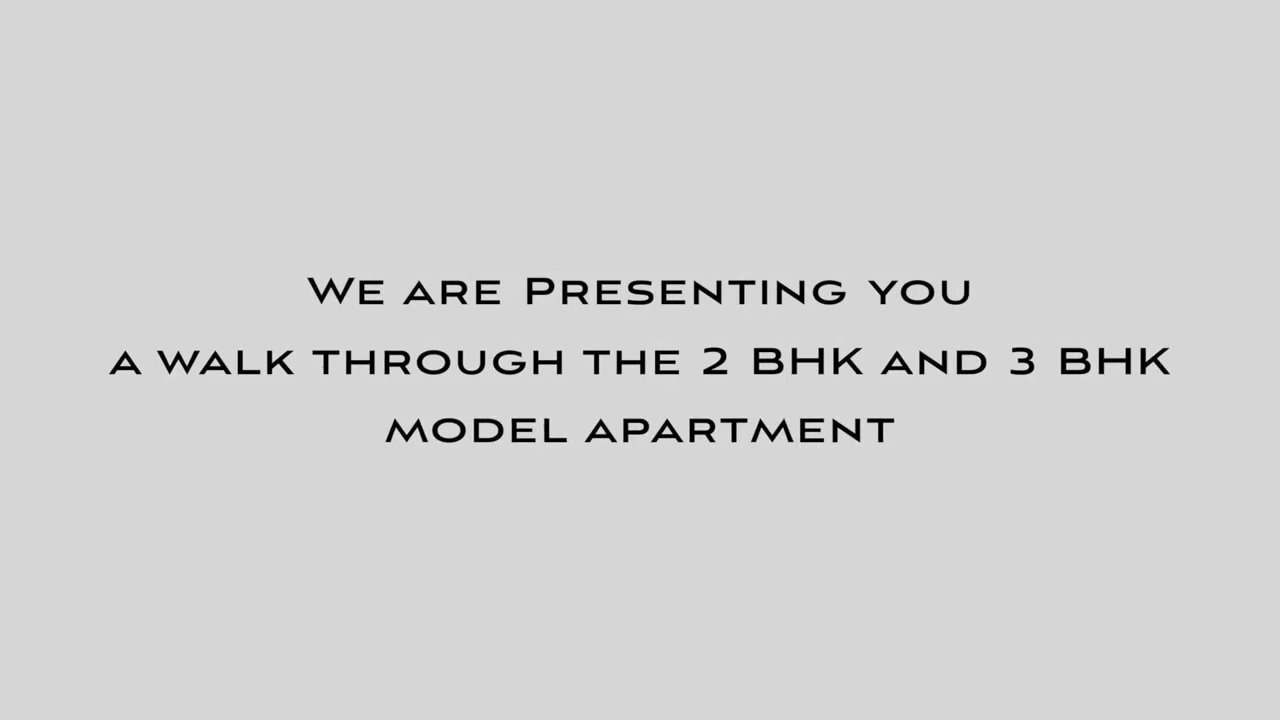 We are Presenting you
a walk through the 2 BHK and 3 BHK
model apartment